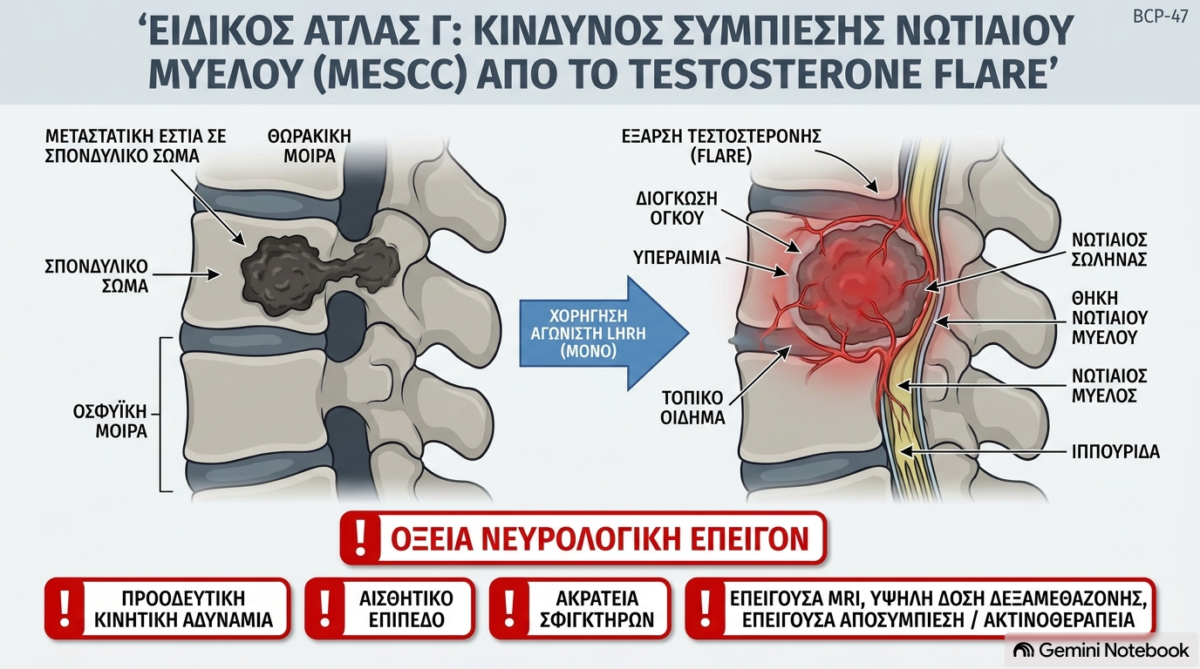 BCP-47
‘ΕΙΔΙΚΟΣ ΑΤΛΑΣ Γ: ΚΙΝΔΥΝΟΣ ΣΥΜΠΙΕΣΗΣ ΝΩΤΙΑΙΟΥ
ΜΥΕΛΟΥ (MESCC) ΑΠΟ ΤΟ TESTOSTERONE FLARE’
ΜΕΤΑΣΤΑΤΙΚΗ ΕΣΤΙΑ ΣΕ
ΣΠΟΝΔΥΛΙΚΟ ΣΩΜΑ
ΘΩΡΑΚΙΚΗ
ΜΟΙΡΑ
ΣΠΟΝΔΥΛΙΚΟ
ΣΩΜΑ
ΟΣΦΥΪΚΗ
ΜΟΙΡΑ
ΧΟΡΗΓΗΣΗ
ΑΓΩΝΙΣΤΗ LHRH
(ΜΟΝΟ)
ΕΞΑΡΣΗ ΤΕΣΤΟΣΤΕΡΟΝΗΣ
(FLARE)
ΔΙΟΓΚΩΣΗ
ΟΓΚΟΥ
ΥΠΕΡΑΙΜΙΑ
ΤΟΠΙΚΟ
ΟΙΔΗΜΑ
ΝΩΤΙΑΙΟΣ
ΣΩΛΗΝΑΣ
ΘΗΚΗ
ΝΩΤΙΑΙΟΥ
ΜΥΕΛΟΥ
ΝΩΤΙΑΙΟΣ
ΜΥΕΛΟΣ
ΙΠΠΟΥΡΙΔΑ
! ΟΞΕΙΑ ΝΕΥΡΟΛΟΓΙΚΗ ΕΠΕΙΓΟΝ
! ΠΡΟΟΔΕΥΤΙΚΗ
ΚΙΝΗΤΙΚΗ ΑΔΥΝΑΜΙΑ
! ΑΙΣΘΗΤΙΚΟ
ΕΠΙΠΕΔΟ
! ΑΚΡΑΤΕΙΑ
ΣΦΙΓΚΤΗΡΩΝ
! ΕΠΕΙΓΟΥΣΑ MRI, ΥΨΗΛΗ ΔΟΣΗ ΔΕΞΑΜΕΘΑΖΟΝΗΣ,
ΕΠΕΙΓΟΥΣΑ ΑΠΟΣΥΜΠΙΕΣΗ / ΑΚΤΙΝΟΘΕΡΑΠΕΙΑ
Gemini Notebook